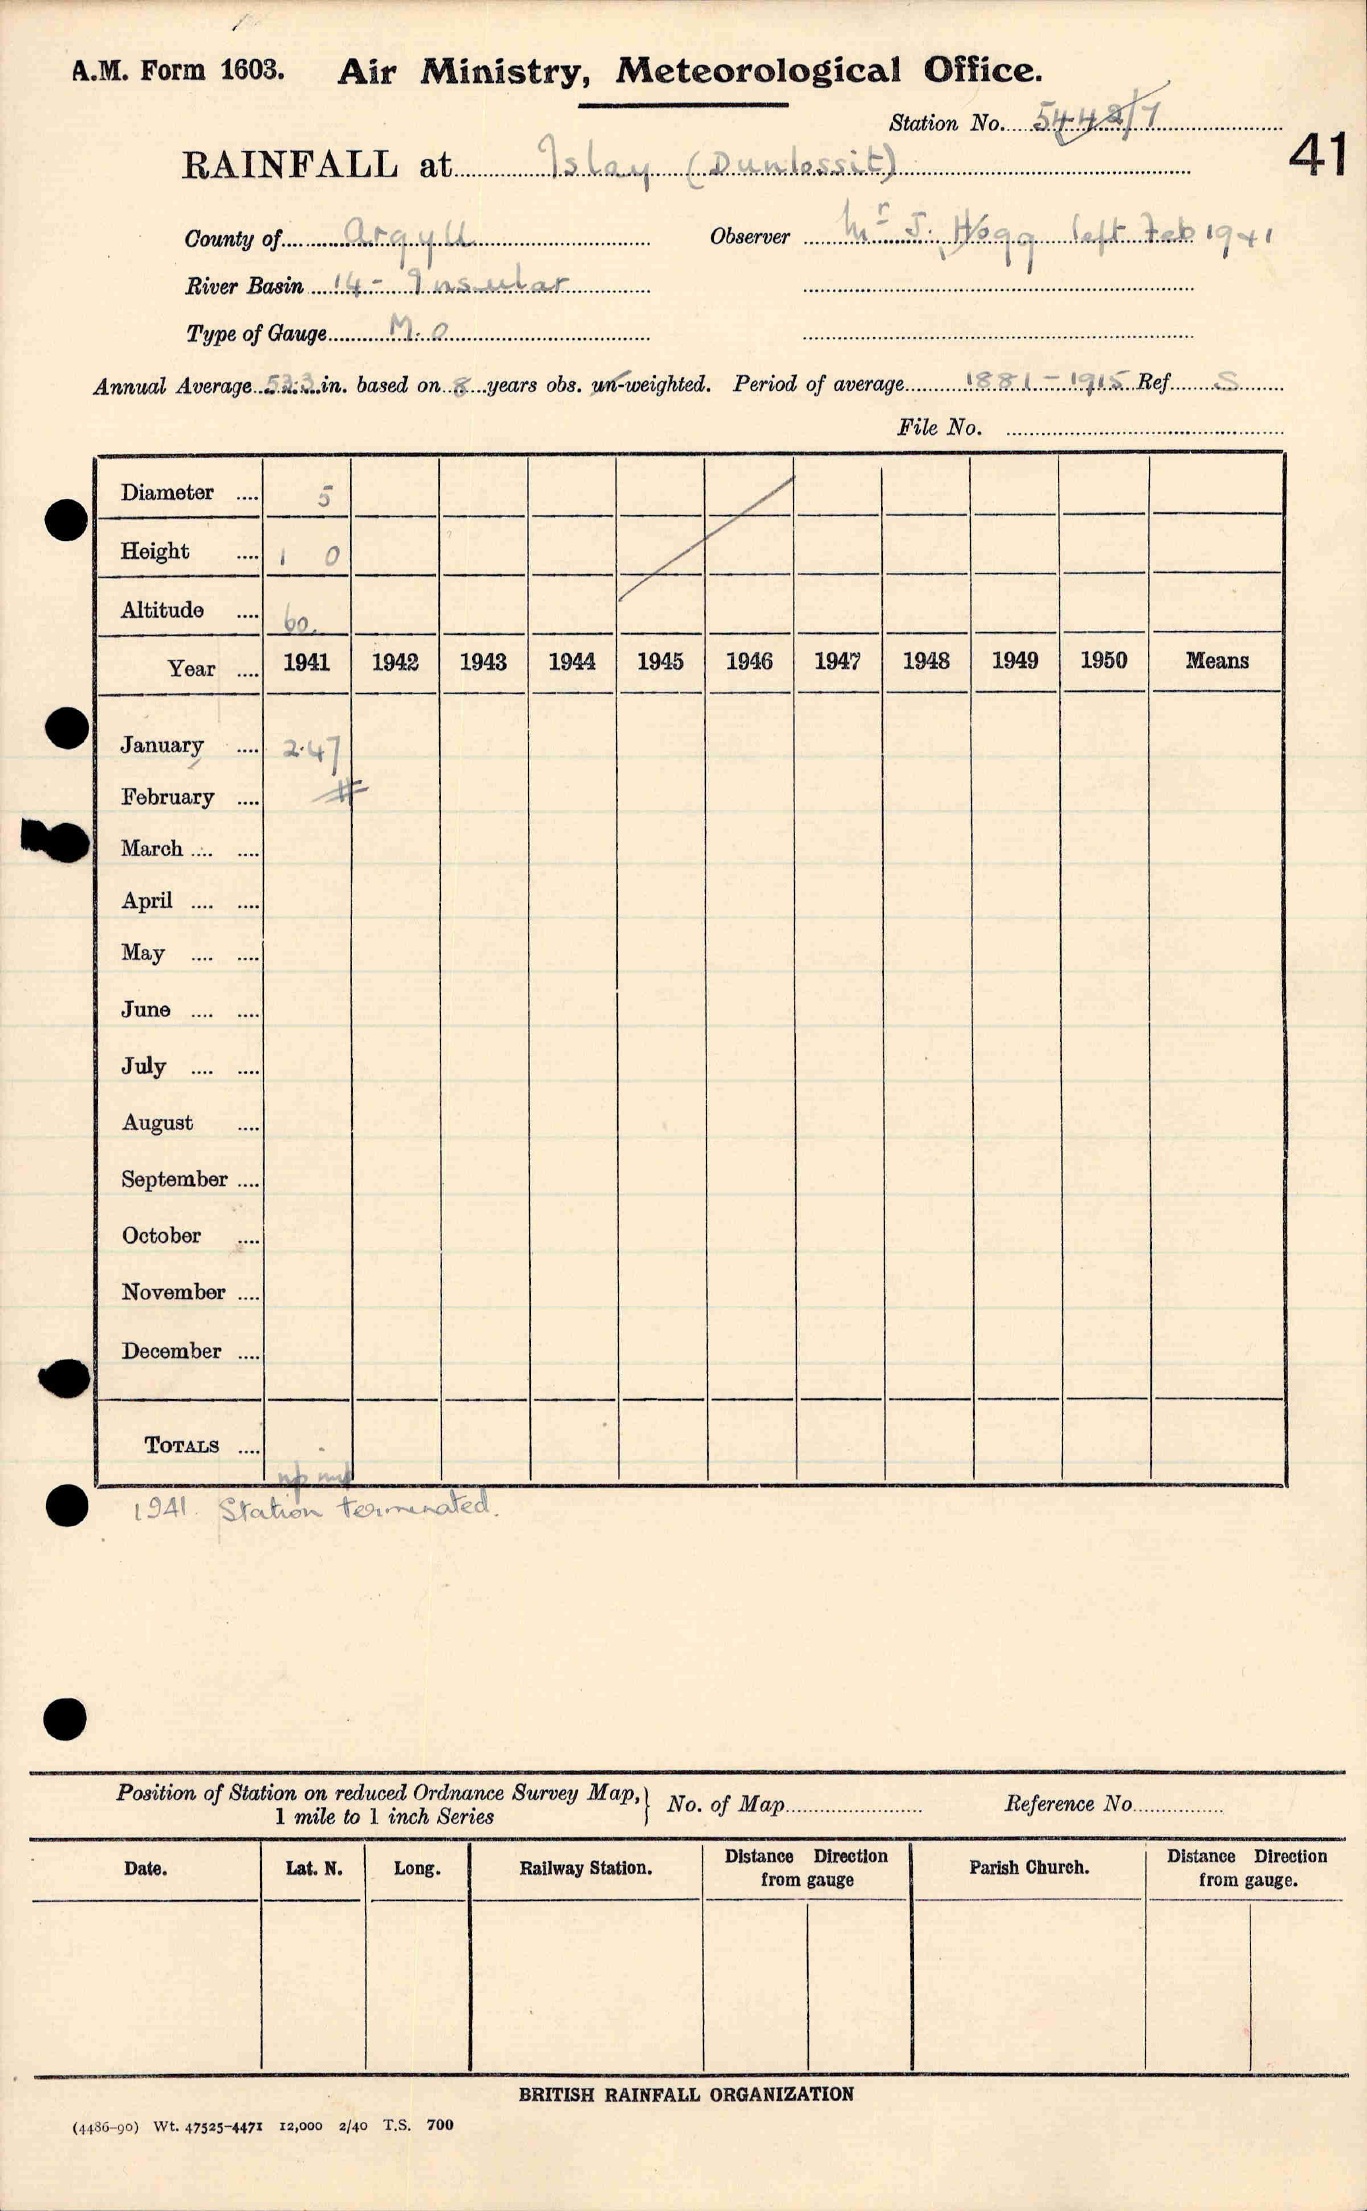 A.M. Form 1603. Air Ministry, Meteorological Office.
Station No. 5442/7
41
RAINFALL at Islay (Dunlossit)
County of Argyll Observer Mr J. Hogg left Feb 1941
River Basin 14 - Insular
Type of Gauge M.O
Annual Average 53.3 in. based on 8 years obs. un-weighted. Period of average 1881-1915 Ref S
File No.
Diameter .... 5
Height .... 1 0
Altitude .... 60.
Year .... 1941 1942 1943 1944 1945 1946 1947 1948 1949 1950 Means
January .... 2.47
February .... #
March .... ....
April .... ....
May .... ....
June .... ....
July .... ....
August ....
September ....
October ....
November ....
December ....
TOTALS ....
1941. Station terminated.
Position of Station on reduced Ordnance Survey Map, } No. of Map Reference No
1 mile to 1 inch Series
Date. Lat. N. Long. Railway Station. Distance Direction from gauge Parish Church. Distance Direction from gauge.
BRITISH RAINFALL ORGANIZATION
(4486-90) Wt. 47525-4471 12,000 2/40 T.S. 700